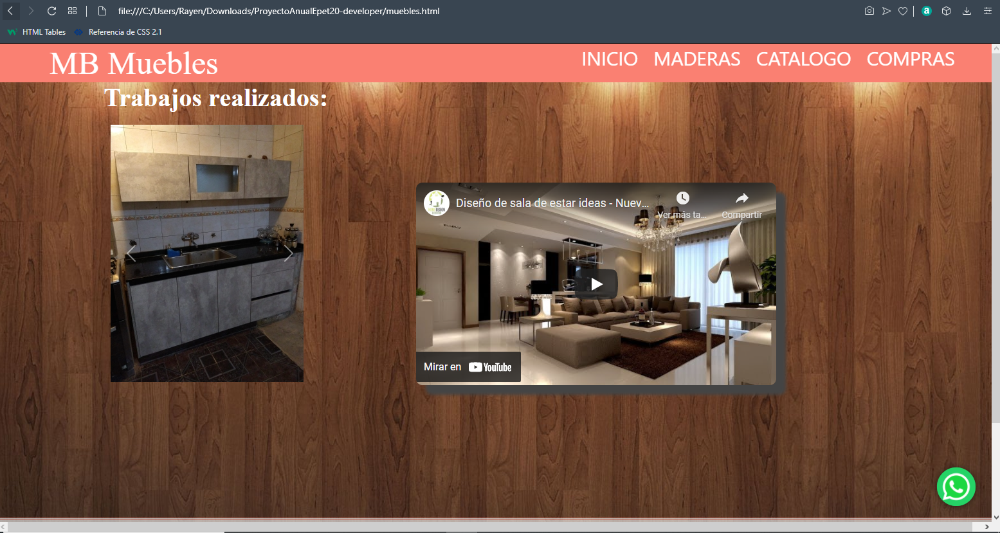 file:///C:/Users/Rayen/Downloads/ProyectoAnualEpet20-developer/muebles.html
HTML Tables
Referencia de CSS 2.1
MB Muebles
INICIO MADERAS CATALOGO COMPRAS
Trabajos realizados:
Diseño de sala de estar ideas - Nuev...
Ver más ta...
Compartir
Mirar en YouTube